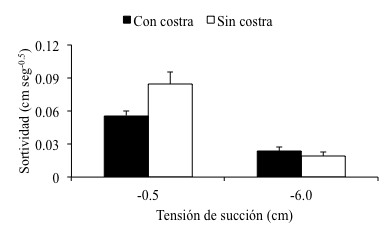 Con costra Sin costra
0.12
0.09
0.06
0.03
0
Sortividad (cm seg-0.5)
-0.5 -6.0
Tensión de succión (cm)